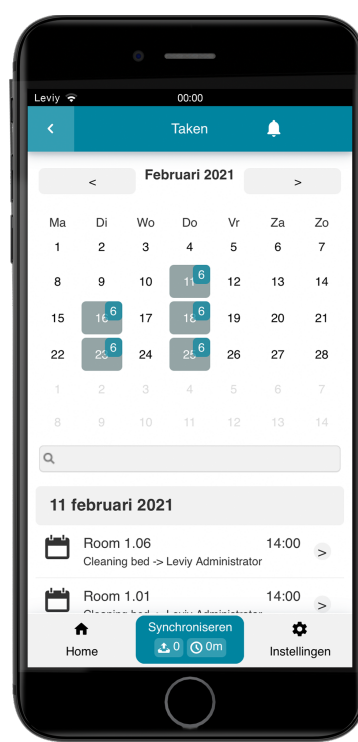 Leviy 00:00
Taken
< Februari 2021 >
Ma Di Wo Do Vr Za Zo
1 2 3 4 5 6 7
8 9 10 11 6 12 13 14
15 16 6 17 18 6 19 20 21
22 23 6 24 25 6 26 27 28
1 2 3 4 5 6 7
8 9 10 11 12 13 14
11 februari 2021
Room 1.06 14:00
Cleaning bed -> Leviy Administrator >
Room 1.01 14:00
Cleaning bed -> Leviy Administrator >
Synchroniseren
0 0m
Home Instellingen